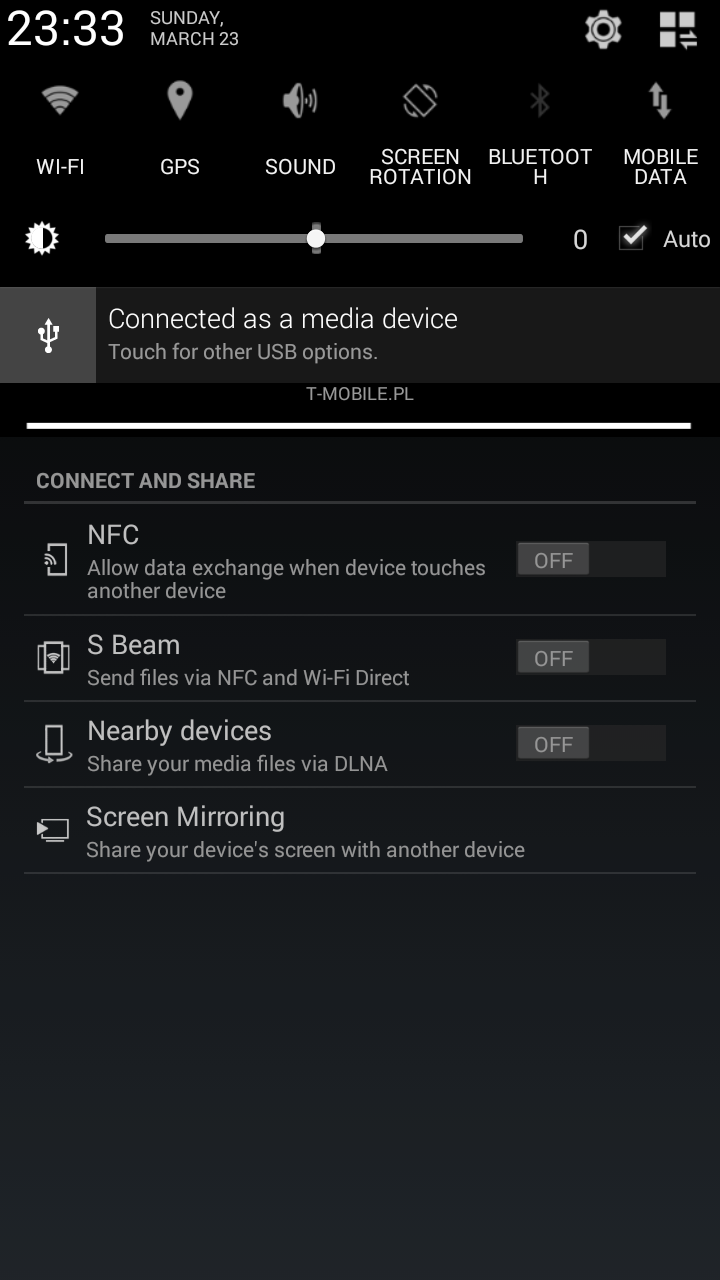 23:33
SUNDAY,
MARCH 23
WI-FI
GPS
SOUND
SCREEN
ROTATION
BLUETOOT
H
MOBILE
DATA
0
Auto
Connected as a media device
Touch for other USB options.
T-MOBILE.PL
CONNECT AND SHARE
NFC
Allow data exchange when device touches
another device
OFF
S Beam
Send files via NFC and Wi-Fi Direct
OFF
Nearby devices
Share your media files via DLNA
OFF
Screen Mirroring
Share your device's screen with another device